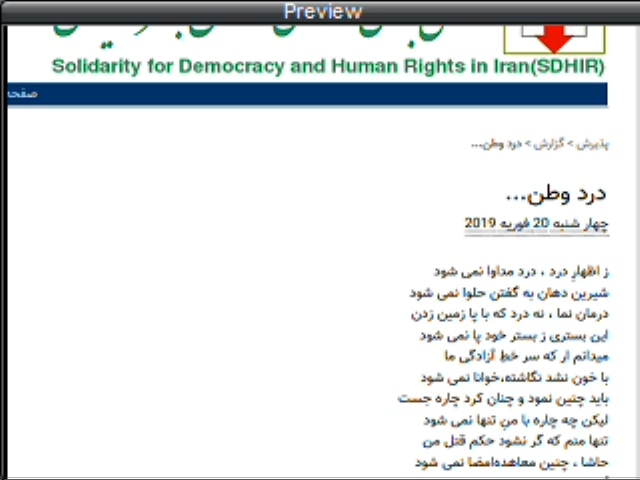 Preview
Solidarity for Democracy and Human Rights in Iran(SDHIR)
صفحه
پذیرش > گزارش > درد وطن...
درد وطن...
چهار شنبه 20 فوریه 2019
ز اظهارِ درد ، درد مداوا نمی شود
شیرین دهان به گفتن حلوا نمی شود
درمان نما ، نه درد که با پا زمین زدن
این بستری ز بستر خود پا نمی شود
میدانم ار که سر خط آزادگی ما
با خون نشد نگاشته،خوانا نمی شود
باید چنین نمود و چنان کرد چاره جست
لیکن چه چاره با من تنها نمی شود
تنها منم که گر نشود حکم قتل من
حاشا ، چنین معاهده‌امضا نمی شود